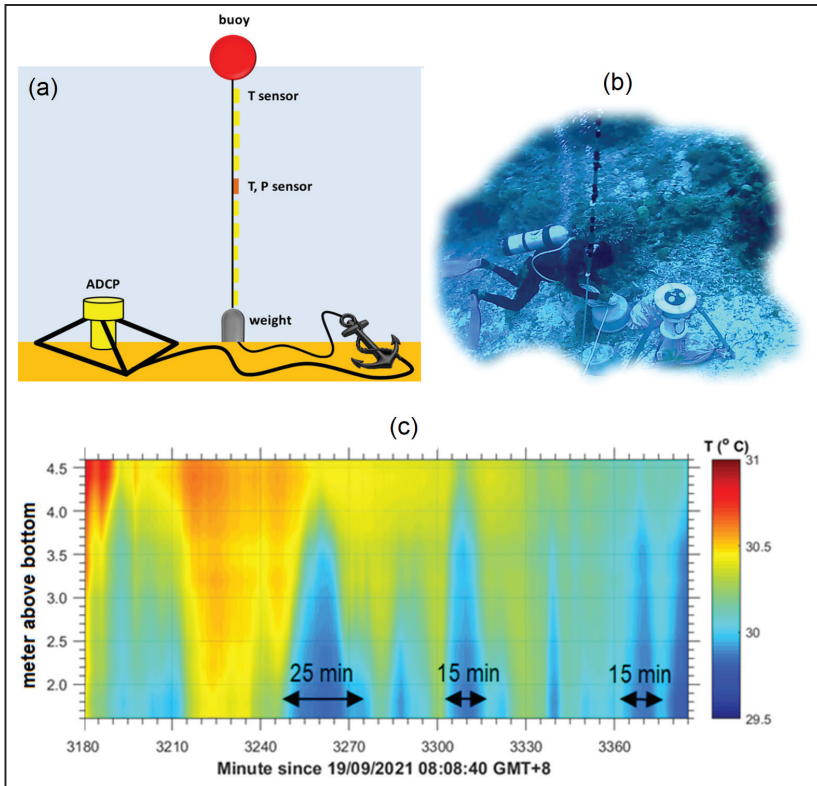 buoy
(a)
T sensor
T, P sensor
ADCP
weight
(b)
(c)
T (° C)
meter above bottom
4.5
4.0
3.5
3.0
2.5
2.0
25 min
15 min
15 min
31
30.5
30
29.5
3180
3210
3240
3270
3300
3330
3360
Minute since 19/09/2021 08:08:40 GMT+8